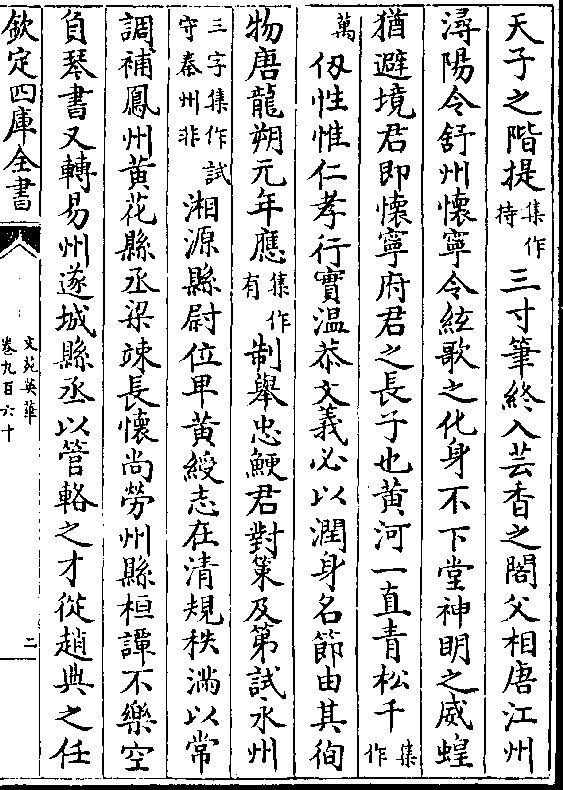 天子之階提集作待三寸筆終入芸香之閣父相唐江州
潯陽令舒州懷寧令絃歌之化身不下堂神明之威蝗
猶避境君即懷寧府君之長子也黄河一直青松千集作
萬仭性惟仁孝行實温恭文義必以潤身名節由其徇
物唐龍朔元年應集作有制舉忠鯁君對策及第試永州
三字集作試守秦州非湘源縣尉位卑黄綬志在清規秩滿以常
調補鳳州黄花縣丞梁竦長懷尚勞州縣桓譚不樂空
負琴書又轉易州遂城縣丞以管輅之才從趙典之任
欽定四庫全書
文苑英華
卷九百六十
二